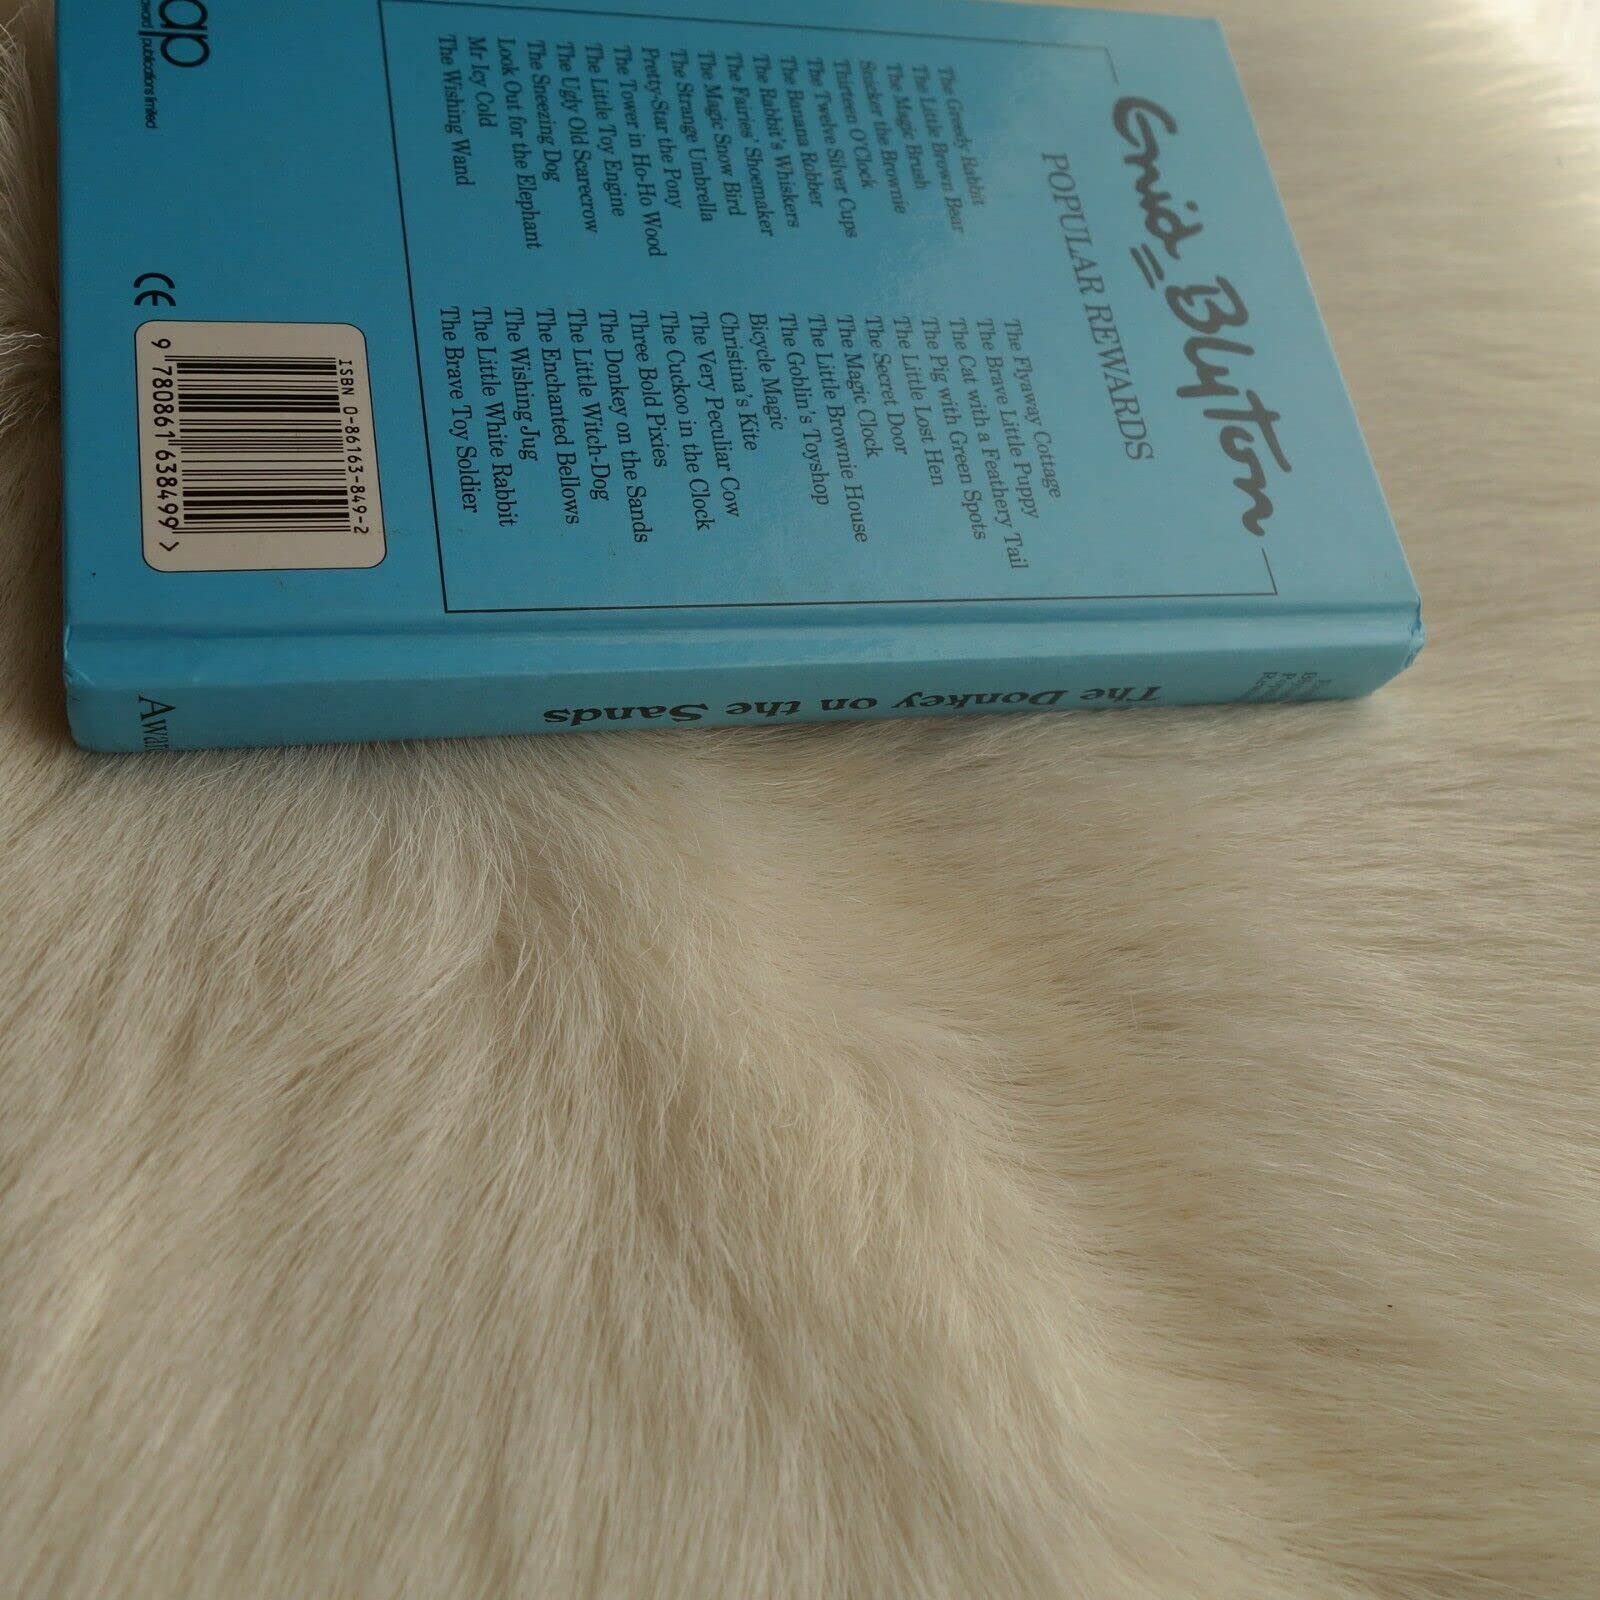 Enid Blyton
POPULAR REWARDS
The Greedy Rabbit
The Little Brown Bear
The Magic Brush
Snicker the Brownie
Thirteen O'Clock
The Twelve Silver Cups
The Banana Robber
The Rabbit's Whiskers
The Fairies' Shoemaker
The Magic Snow Bird
The Strange Umbrella
Pretty-Star the Pony
The Tower in Ho-Ho Wood
The Little Toy Engine
The Ugly Old Scarecrow
The Sneezing Dog
Look Out for the Elephant
Mr Icy Cold
The Wishing Wand
The Flyaway Cottage
The Brave Little Puppy
The Cat with a Feathery Tail
The Pig with Green Spots
The Little Lost Hen
The Secret Door
The Magic Clock
The Little Brownie House
The Goblin's Toyshop
Bicycle Magic
Christina's Kite
The Very Peculiar Cow
The Cuckoo in the Clock
Three Bold Pixies
The Donkey on the Sands
The Little Witch-Dog
The Enchanted Bellows
The Wishing Jug
The Little White Rabbit
The Brave Toy Soldier
ap
publications limited
CE
ISBN 0-86163-849-2
9 780861 638499 >
The Donkey on the Sands